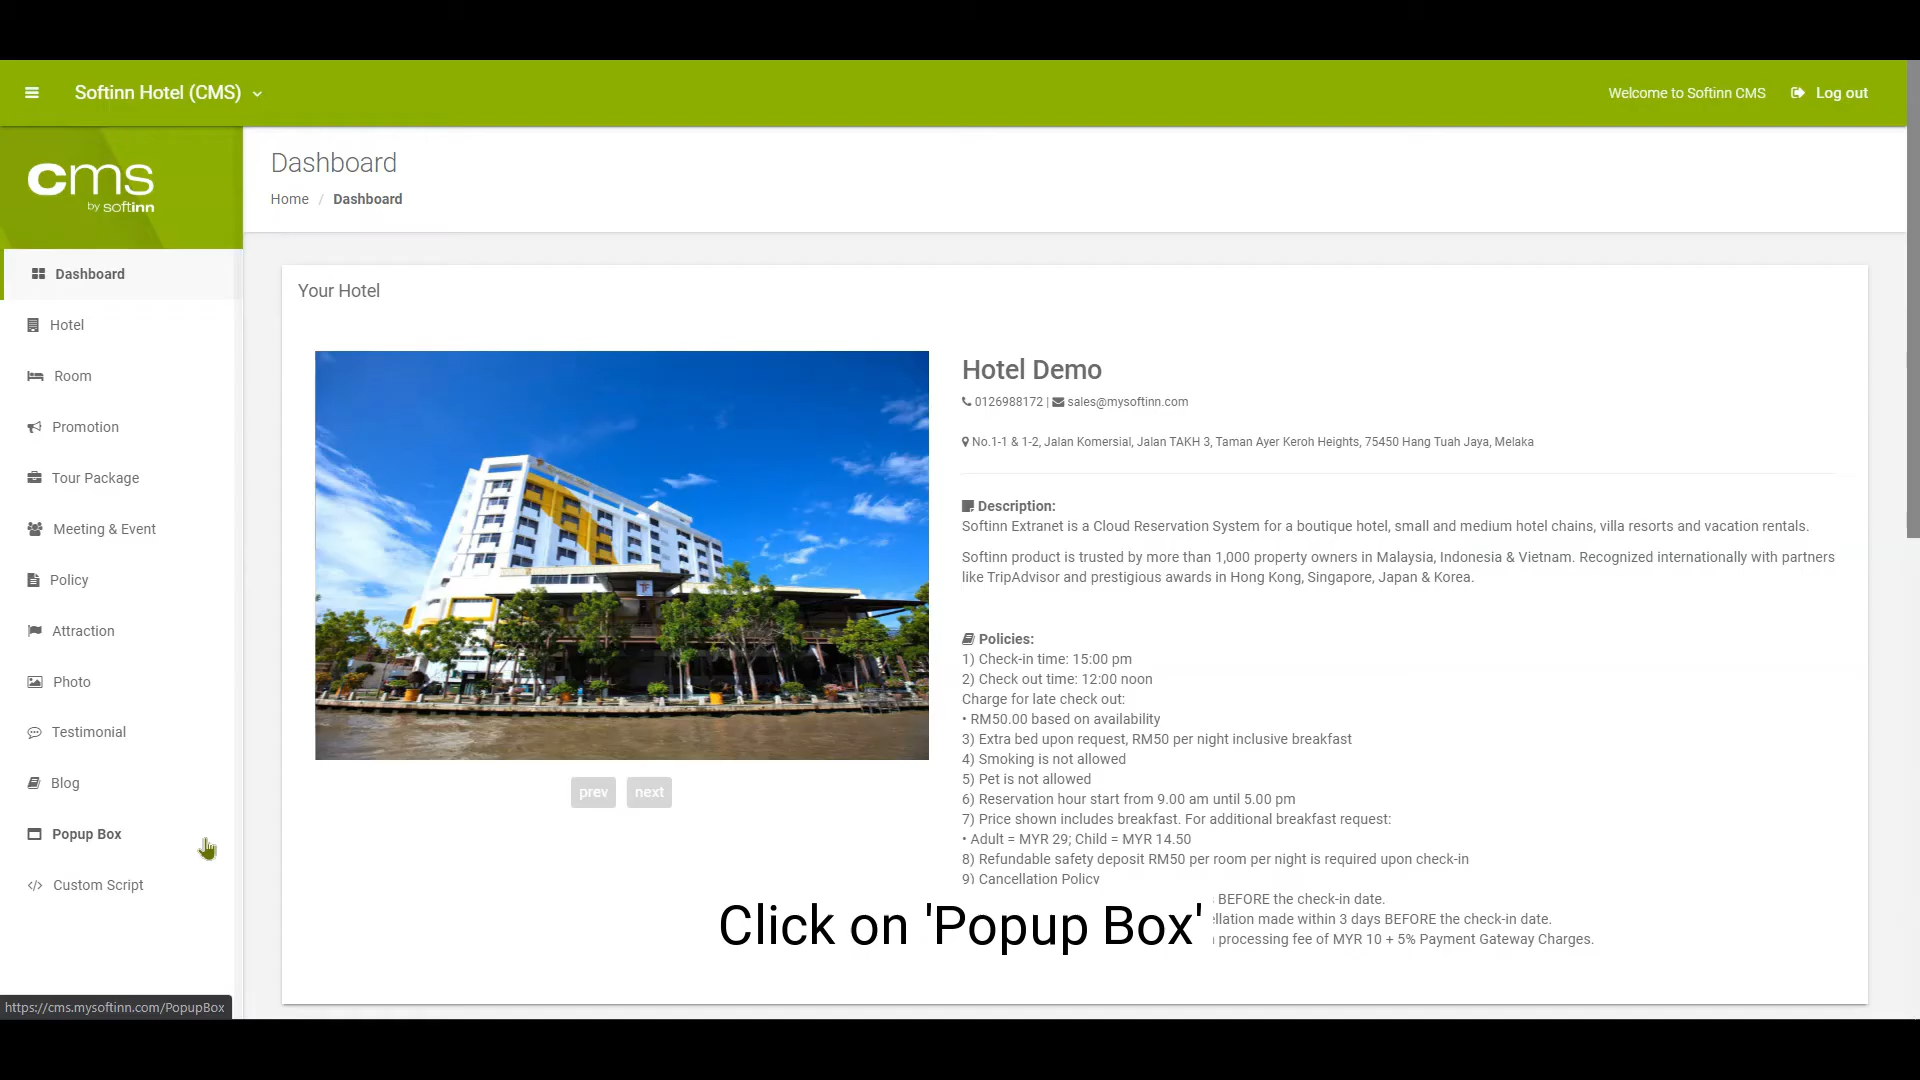 Softinn Hotel (CMS)
Welcome to Softinn CMS
Log out
cms
by softinn
Dashboard
Home / Dashboard
Dashboard
Hotel
Room
Promotion
Tour Package
Meeting & Event
Policy
Attraction
Photo
Testimonial
Blog
Popup Box
Custom Script
Your Hotel
prev next
Hotel Demo
0126988172 | sales@mysoftinn.com
No.1-1 & 1-2, Jalan Komersial, Jalan TAKH 3, Taman Ayer Keroh Heights, 75450 Hang Tuah Jaya, Melaka
Description:
Softinn Extranet is a Cloud Reservation System for a boutique hotel, small and medium hotel chains, villa resorts and vacation rentals.
Softinn product is trusted by more than 1,000 property owners in Malaysia, Indonesia & Vietnam. Recognized internationally with partners
like TripAdvisor and prestigious awards in Hong Kong, Singapore, Japan & Korea.
Policies:
1) Check-in time: 15:00 pm
2) Check out time: 12:00 noon
Charge for late check out:
• RM50.00 based on availability
3) Extra bed upon request, RM50 per night inclusive breakfast
4) Smoking is not allowed
5) Pet is not allowed
6) Reservation hour start from 9.00 am until 5.00 pm
7) Price shown includes breakfast. For additional breakfast request:
• Adult = MYR 29; Child = MYR 14.50
8) Refundable safety deposit RM50 per room per night is required upon check-in
9) Cancellation Policy
BEFORE the check-in date.
made within 3 days BEFORE the check-in date.
processing fee of MYR 10 + 5% Payment Gateway Charges.
Click on 'Popup Box'
https://cms.mysoftinn.com/PopupBox